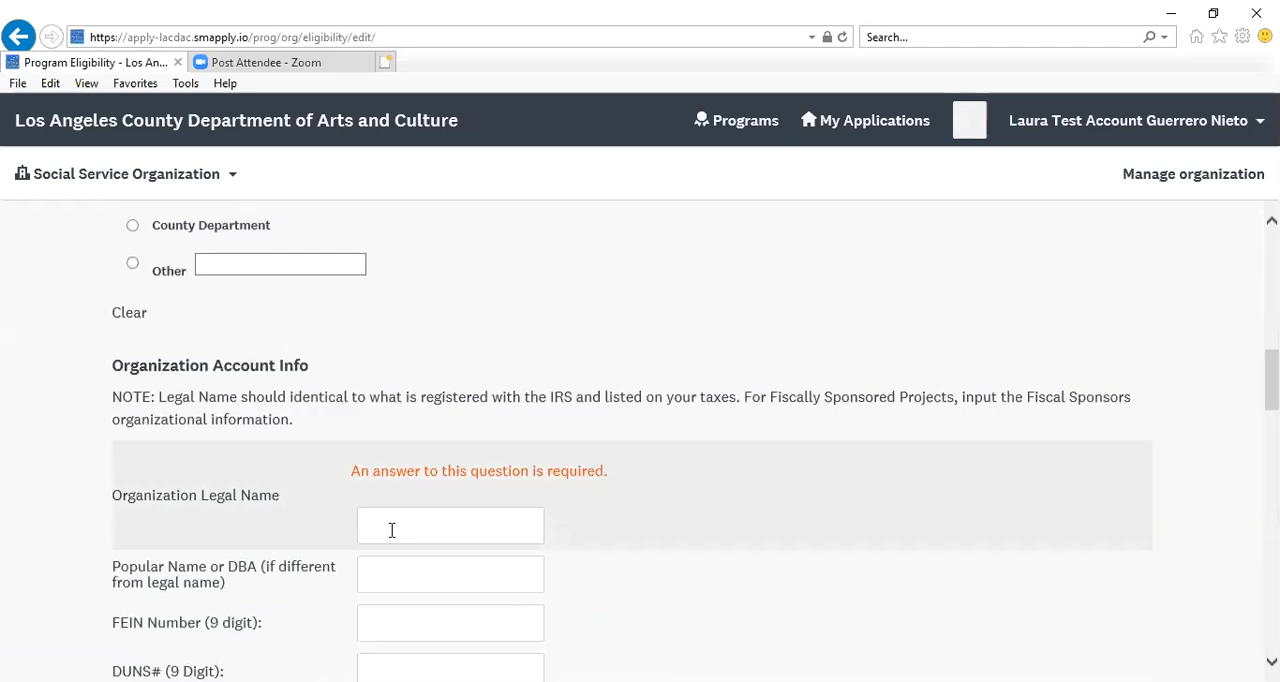 https://apply-lacdac.smapply.io/prog/org/eligibility/edit/
Search...
Program Eligibility - Los An...
Post Attendee - Zoom
File Edit View Favorites Tools Help
Los Angeles County Department of Arts and Culture
Programs
My Applications
Laura Test Account Guerrero Nieto
Social Service Organization
Manage organization
County Department
Other
Clear
Organization Account Info
NOTE: Legal Name should identical to what is registered with the IRS and listed on your taxes. For Fiscally Sponsored Projects, input the Fiscal Sponsors
organizational information.
An answer to this question is required.
Organization Legal Name
Popular Name or DBA (if different
from legal name)
FEIN Number (9 digit):
DUNS# (9 Digit):